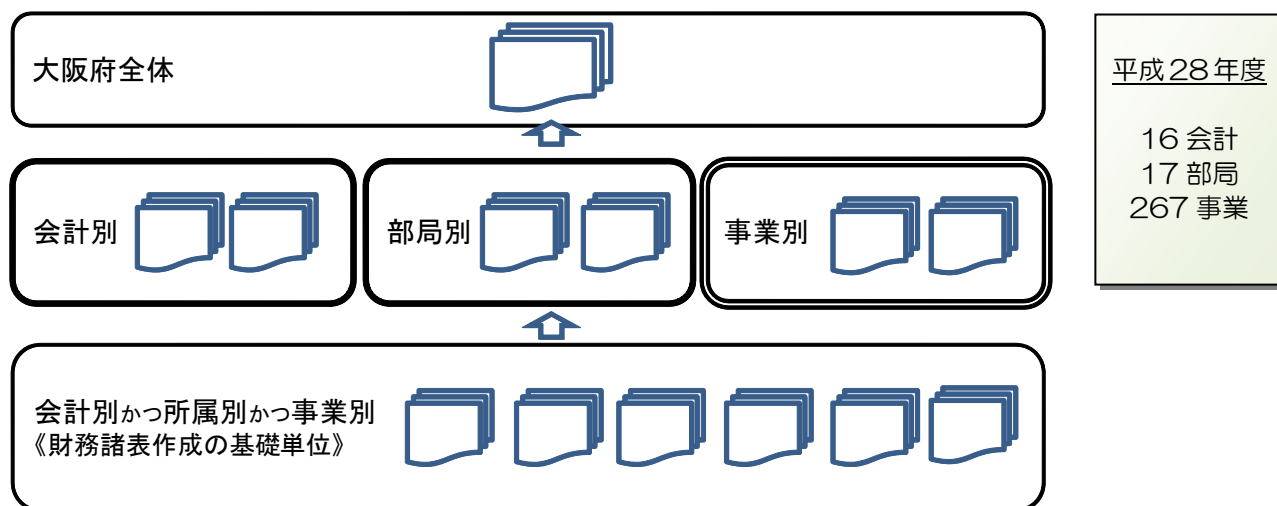 大阪府全体
会計別
部局別
事業別
会計別かつ所属別かつ事業別
《財務諸表作成の基礎単位》
平成28年度
16会計
17部局
267事業